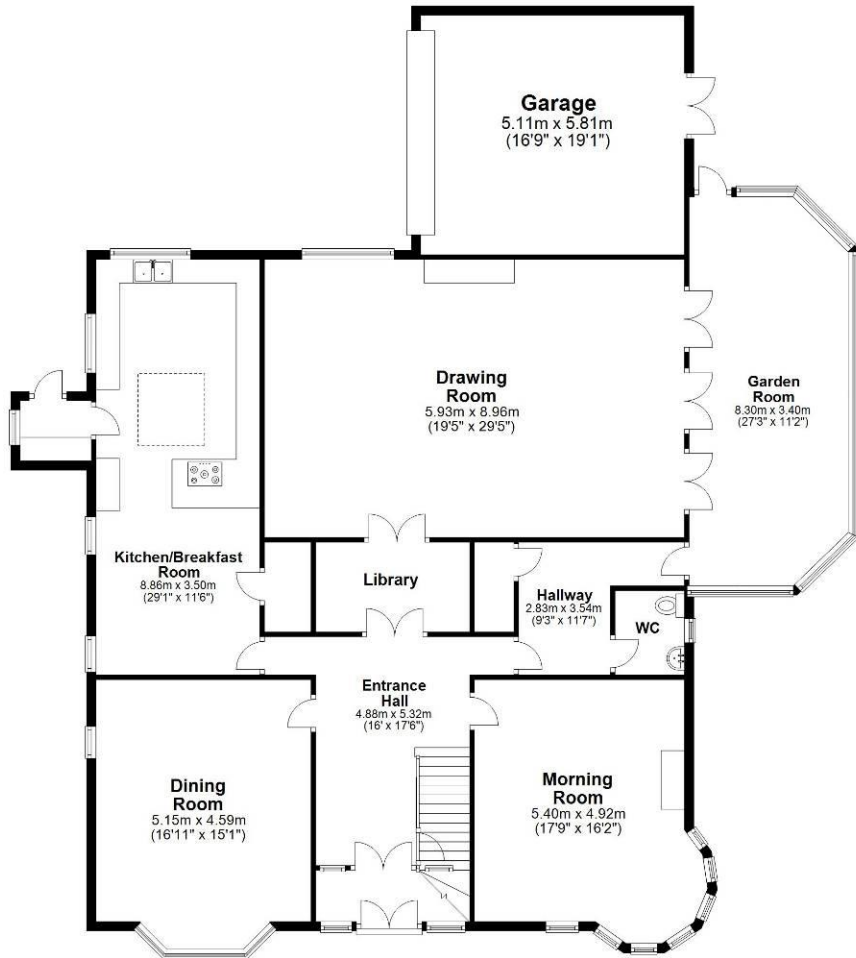 Garage
5.11m x 5.81m
(16'9" x 19'1")
Drawing
Room
5.93m x 8.96m
(19'5" x 29'5")
Garden
Room
8.30m x 3.40m
(27'3" x 11'2")
Kitchen/Breakfast
Room
8.86m x 3.50m
(29'1" x 11'6")
Library
Hallway
2.83m x 3.54m
(9'3" x 11'7")
WC
Entrance
Hall
4.88m x 5.32m
(16' x 17'6")
Dining
Room
5.15m x 4.59m
(16'11" x 15'1")
Morning
Room
5.40m x 4.92m
(17'9" x 16'2")